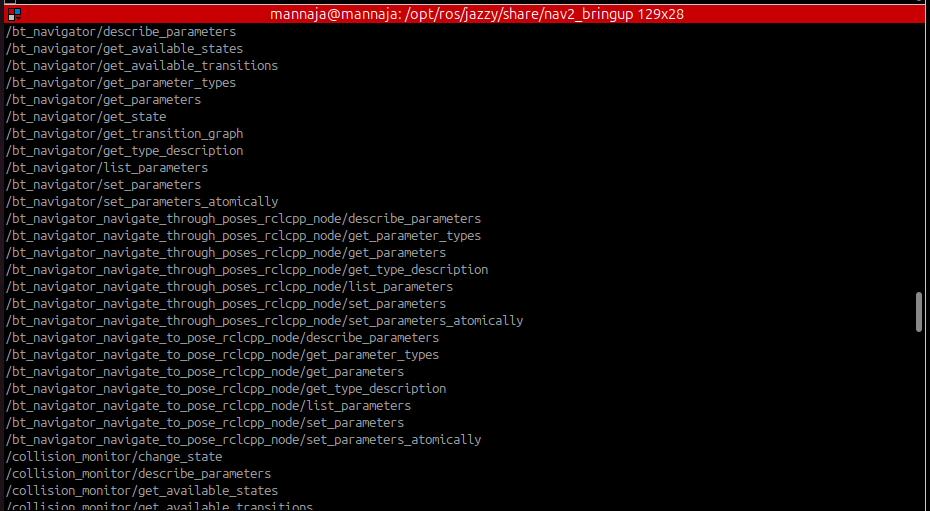 mannaja@mannaja: /opt/ros/jazzy/share/nav2_bringup 129x28
/bt_navigator/describe_parameters
/bt_navigator/get_available_states
/bt_navigator/get_available_transitions
/bt_navigator/get_parameter_types
/bt_navigator/get_parameters
/bt_navigator/get_state
/bt_navigator/get_transition_graph
/bt_navigator/get_type_description
/bt_navigator/list_parameters
/bt_navigator/set_parameters
/bt_navigator/set_parameters_atomically
/bt_navigator_navigate_through_poses_rclcpp_node/describe_parameters
/bt_navigator_navigate_through_poses_rclcpp_node/get_parameter_types
/bt_navigator_navigate_through_poses_rclcpp_node/get_parameters
/bt_navigator_navigate_through_poses_rclcpp_node/get_type_description
/bt_navigator_navigate_through_poses_rclcpp_node/list_parameters
/bt_navigator_navigate_through_poses_rclcpp_node/set_parameters
/bt_navigator_navigate_through_poses_rclcpp_node/set_parameters_atomically
/bt_navigator_navigate_to_pose_rclcpp_node/describe_parameters
/bt_navigator_navigate_to_pose_rclcpp_node/get_parameter_types
/bt_navigator_navigate_to_pose_rclcpp_node/get_parameters
/bt_navigator_navigate_to_pose_rclcpp_node/get_type_description
/bt_navigator_navigate_to_pose_rclcpp_node/list_parameters
/bt_navigator_navigate_to_pose_rclcpp_node/set_parameters
/bt_navigator_navigate_to_pose_rclcpp_node/set_parameters_atomically
/collision_monitor/change_state
/collision_monitor/describe_parameters
/collision_monitor/get_available_states
/collision_monitor/get_available_transitions